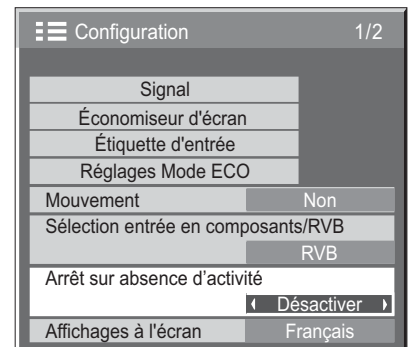 Configuration 1/2
Signal
Économiseur d'écran
Étiquette d'entrée
Réglages Mode ECO
Mouvement Non
Sélection entrée en composants/RVB
RVB
Arrêt sur absence d’activité
Désactiver
Affichages à l'écran Français